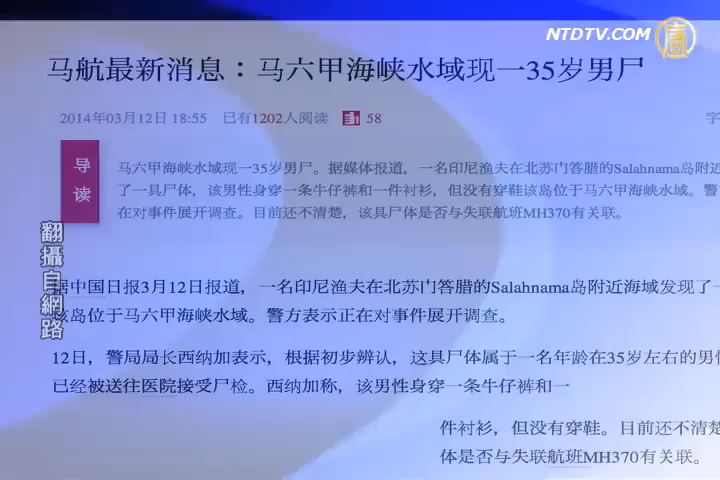 NTDTV.COM
马航最新消息：马六甲海峡水域现一35岁男尸
2014年03月12日 18:55 已有1202人阅读 58 字
导读
马六甲海峡水域现一35岁男尸。据媒体报道，一名印尼渔夫在北苏门答腊的Salahnama岛附近
了一具尸体，该男性身穿一条牛仔裤和一件衬衫，但没有穿鞋该岛位于马六甲海峡水域。警
在对事件展开调查。目前还不清楚，该具尸体是否与失联航班MH370有关联。
翻攝自網路
据中国日报3月12日报道，一名印尼渔夫在北苏门答腊的Salahnama岛附近海域发现了一
该岛位于马六甲海峡水域。警方表示正在对事件展开调查。
12日，警局局长西纳加表示，根据初步辨认，这具尸体属于一名年龄在35岁左右的男性
已经被送往医院接受尸检。西纳加称，该男性身穿一条牛仔裤和一
件衬衫，但没有穿鞋。目前还不清楚
体是否与失联航班MH370有关联。